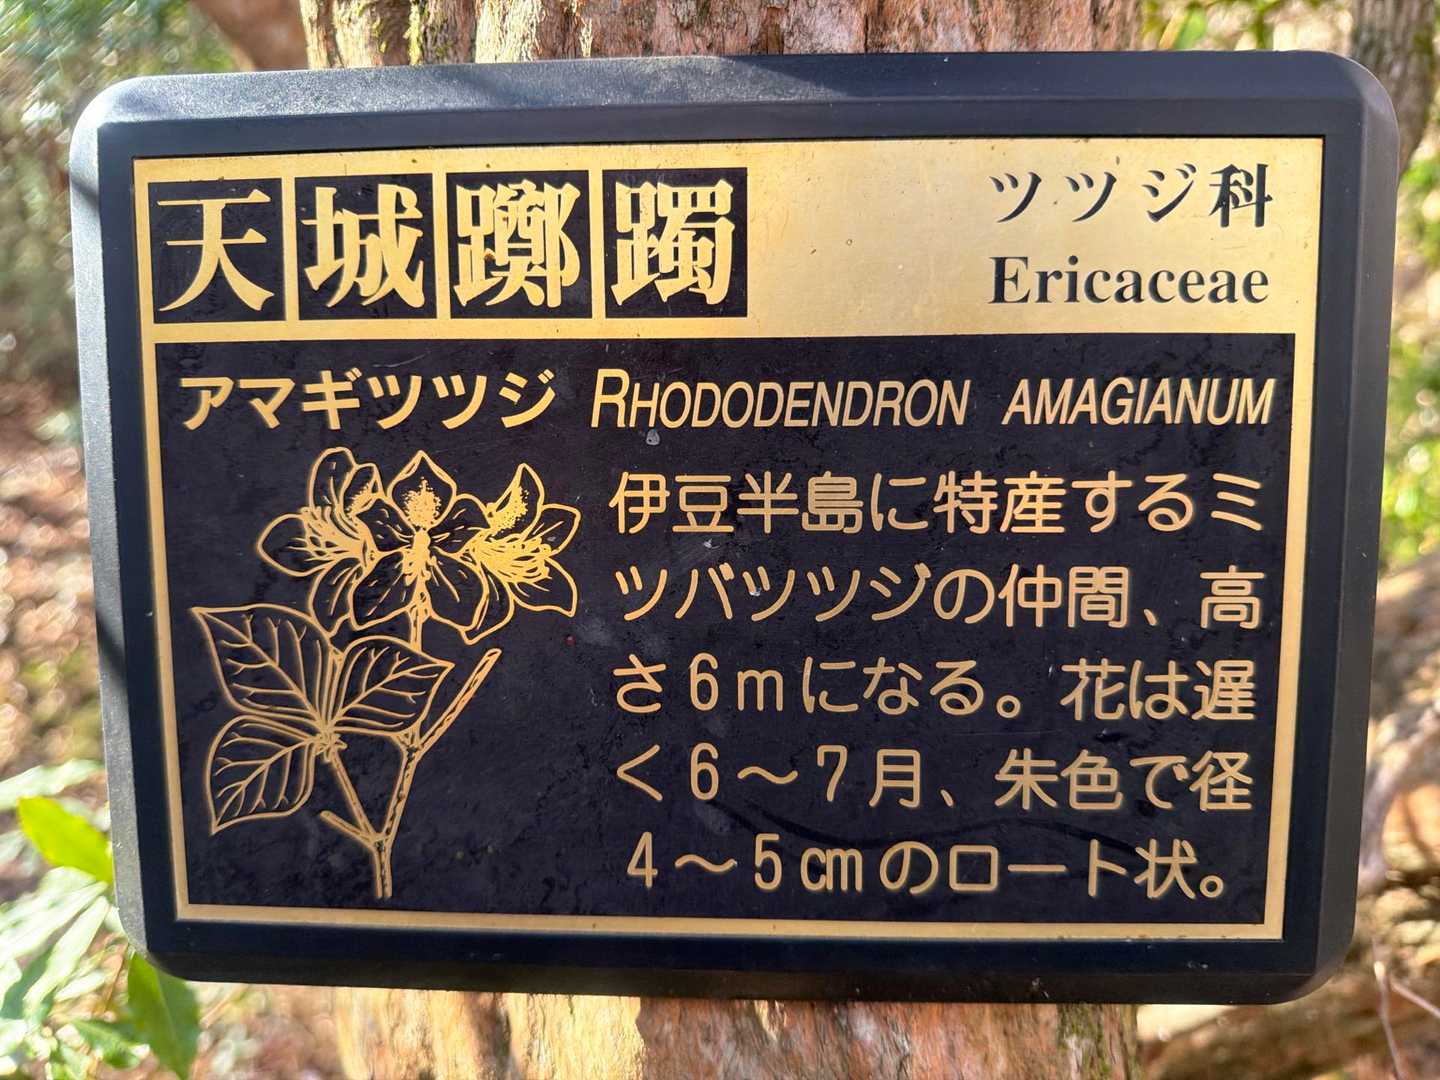 天城躑躅
ツツジ科
Ericaceae
アマギツツジ RHODODENDRON AMAGIANUM
伊豆半島に特産するミ
ツバツツジの仲間、高
さ6mになる。花は遅
く6～7月、朱色で径
4～5㎝のロート状。